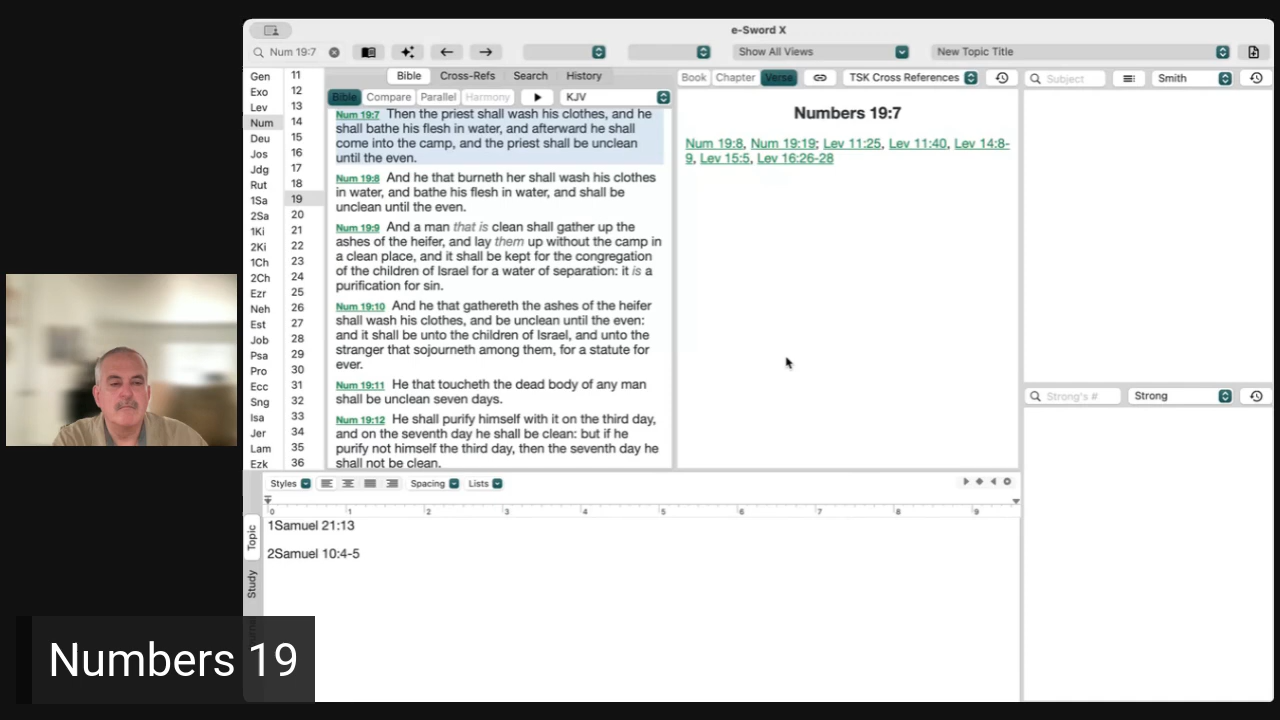 e-Sword X
Num 19:7
Show All Views
New Topic Title
Gen
Exo
Lev
Num
Deu
Jos
Jdg
Rut
1Sa
2Sa
1Ki
2Ki
1Ch
2Ch
Ezr
Neh
Est
Job
Psa
Pro
Ecc
Sng
Isa
Jer
Lam
Ezk
11
12
13
14
15
16
17
18
19
20
21
22
23
24
25
26
27
28
29
30
31
32
33
34
35
36
Bible Cross-Refs Search History
Bible Compare Parallel Harmony KJV
Num 19:7 Then the priest shall wash his clothes, and he
shall bathe his flesh in water, and afterward he shall
come into the camp, and the priest shall be unclean
until the even.
Num 19:8 And he that burneth her shall wash his clothes
in water, and bathe his flesh in water, and shall be
unclean until the even.
Num 19:9 And a man that is clean shall gather up the
ashes of the heifer, and lay them up without the camp in
a clean place, and it shall be kept for the congregation
of the children of Israel for a water of separation: it is a
purification for sin.
Num 19:10 And he that gathereth the ashes of the heifer
shall wash his clothes, and be unclean until the even:
and it shall be unto the children of Israel, and unto the
stranger that sojourneth among them, for a statute for
ever.
Num 19:11 He that toucheth the dead body of any man
shall be unclean seven days.
Num 19:12 He shall purify himself with it on the third day,
and on the seventh day he shall be clean: but if he
purify not himself the third day, then the seventh day he
shall not be clean.
Book Chapter Verse TSK Cross References
Numbers 19:7
Num 19:8, Num 19:19; Lev 11:25, Lev 11:40, Lev 14:8-
9, Lev 15:5, Lev 16:26-28
Subject Smith
Strong's # Strong
Styles Spacing Lists
0 1 2 3 4 5 6 7 8 9
Topic
Study
1Samuel 21:13
2Samuel 10:4-5
Numbers 19